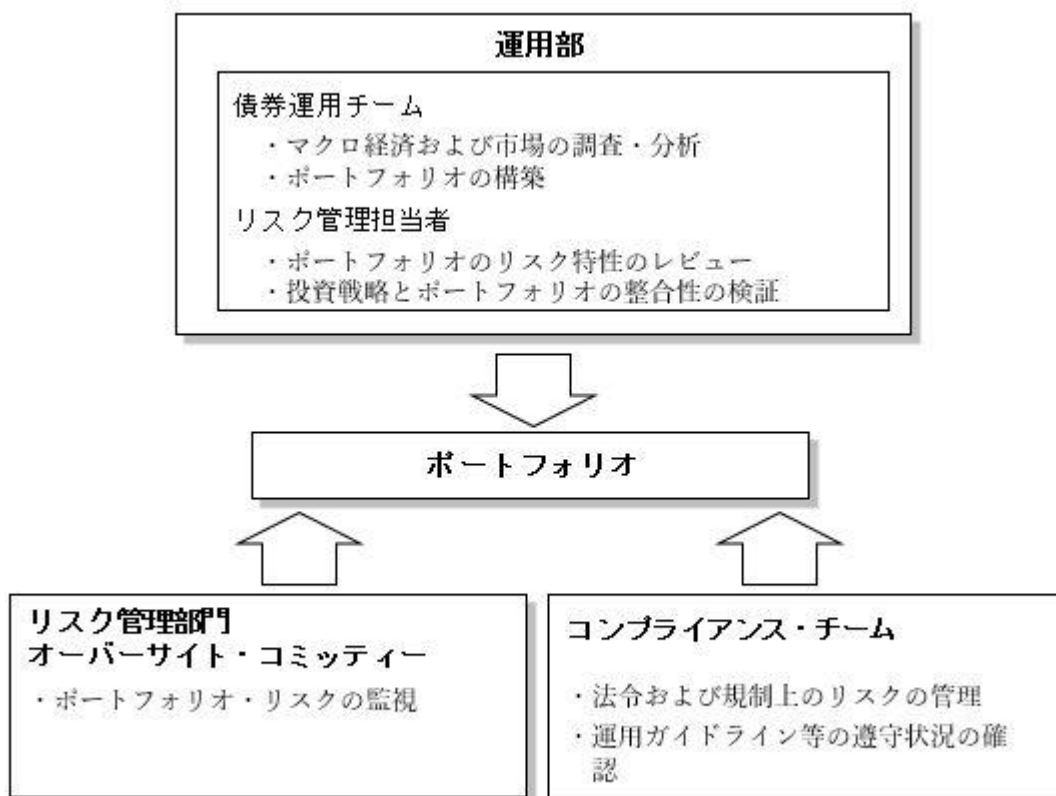 運用部
債券運用チーム
・マクロ経済および市場の調査・分析
・ポートフォリオの構築
リスク管理担当者
・ポートフォリオのリスク特性のレビュー
・投資戦略とポートフォリオの整合性の検証
ポートフォリオ
リスク管理部門
オーバーサイト・コミッティー
・ポートフォリオ・リスクの監視
コンプライアンス・チーム
・法令および規制上のリスクの管理
・運用ガイドライン等の遵守状況の確
認